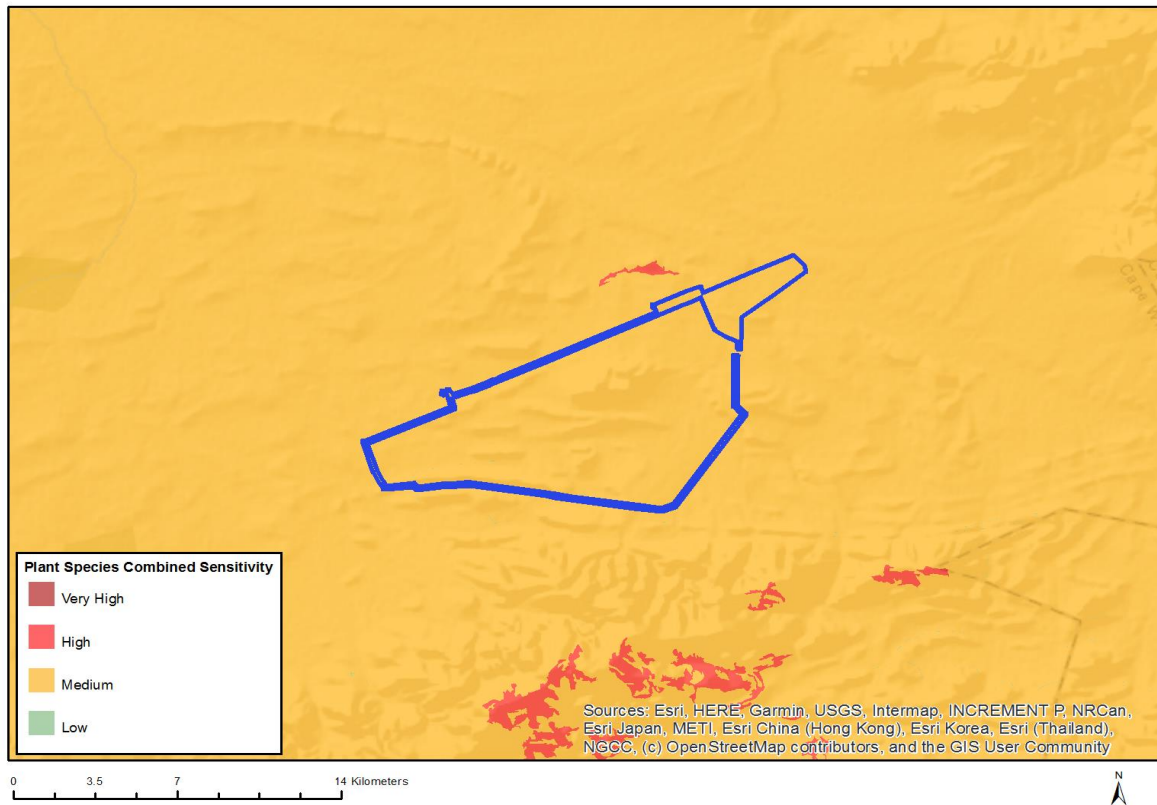 Cape W
Plant Species Combined Sensitivity
Very High
High
Medium
Low
Sources: Esri, HERE, Garmin, USGS, Intermap, INCREMENT P, NRCan,
Esri Japan, METI, Esri China (Hong Kong), Esri Korea, Esri (Thailand),
NGCC, (c) OpenStreetMap contributors, and the GIS User Community
0 3.5 7 14 Kilometers
N